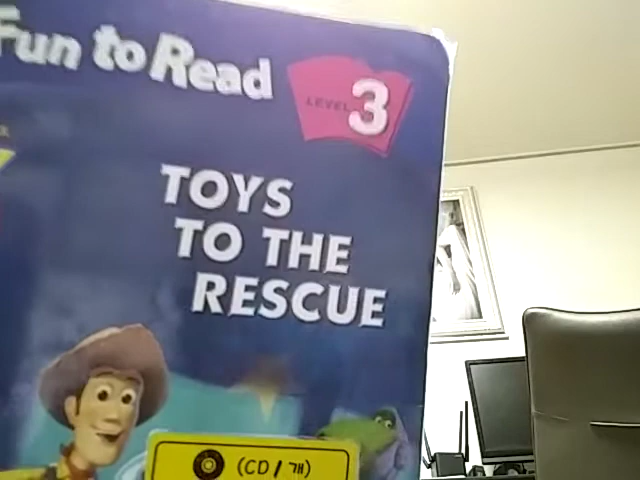 Fun to Read
LEVEL 3
TOYS
TO THE
RESCUE
(CD / 개)